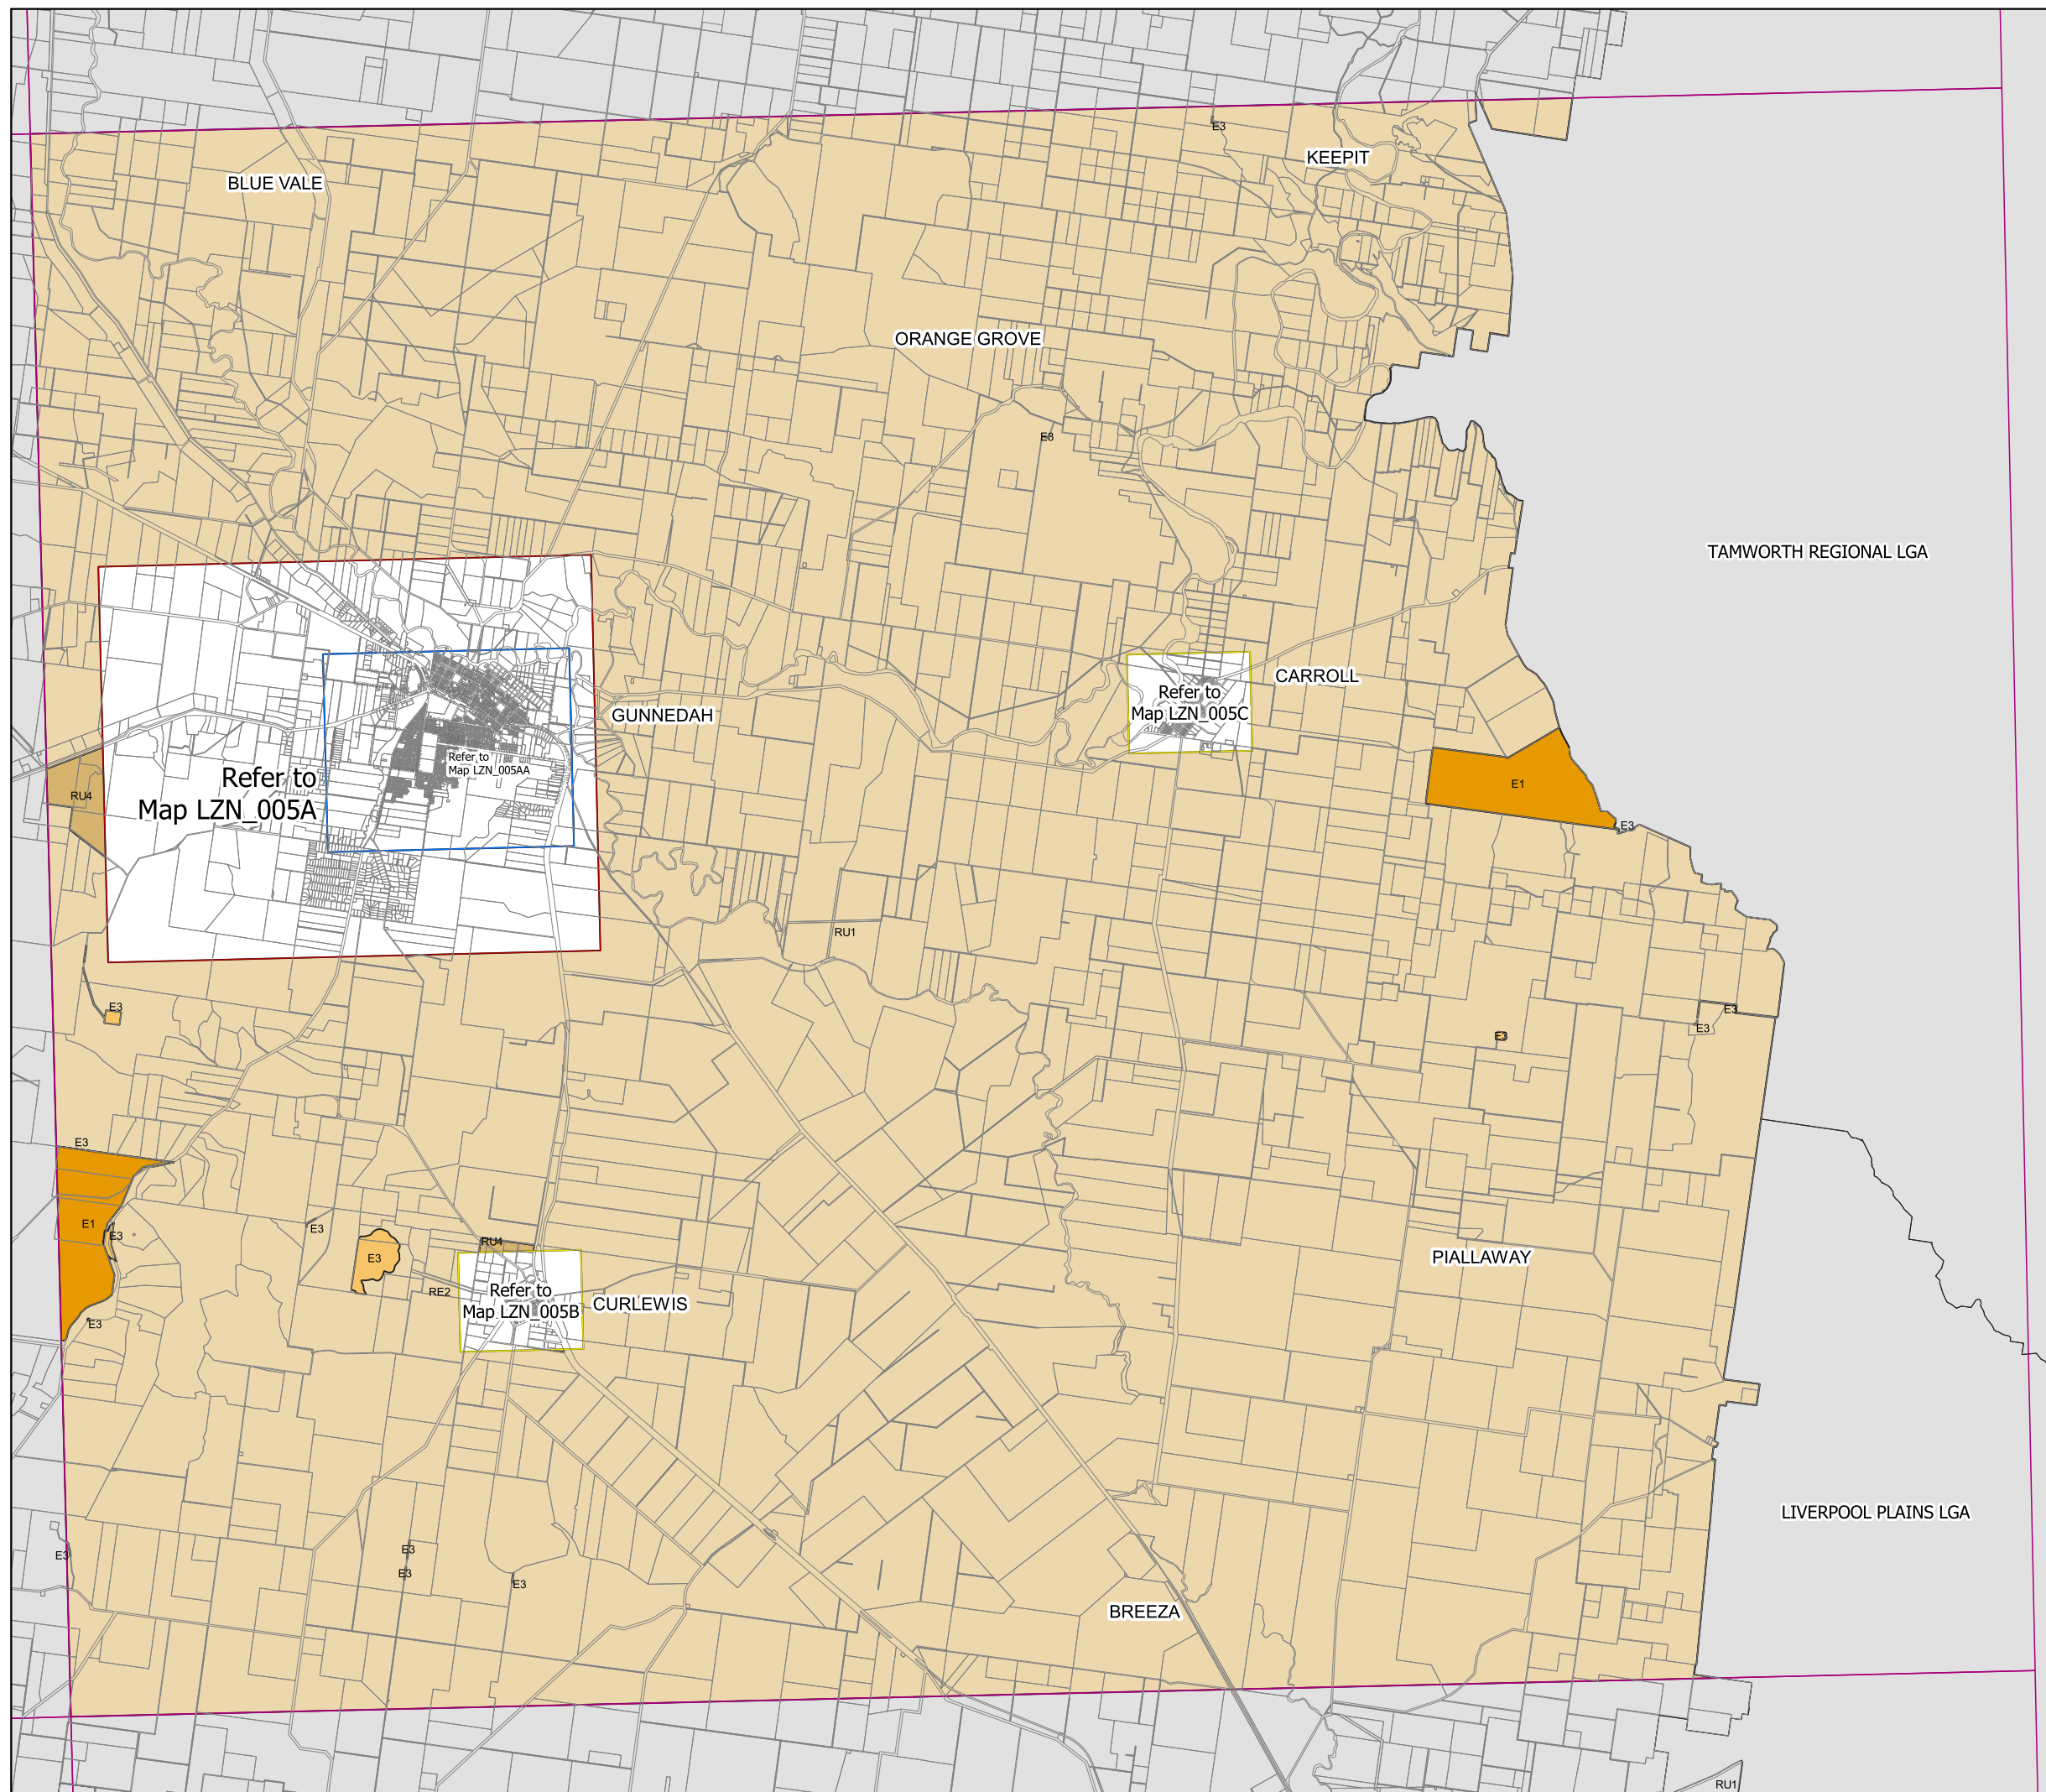 E3
KEEPIT
BLUE VALE
ORANGE GROVE
E3
TAMWORTH REGIONAL LGA
CARROLL
Refer to
Map LZN_005C
GUNNEDAH
Refer to
Map LZN_005AA
Refer to
Map LZN_005A
RU4
E1
E3
RU1
E3
E3
E3
E3
E3
E1
E3
E3
E3
RU4
RE2
Refer to
Map LZN_005B
CURLEWIS
PIALLAWAY
E3
LIVERPOOL PLAINS LGA
E3
E3
E3
E3
BREEZA
RU1